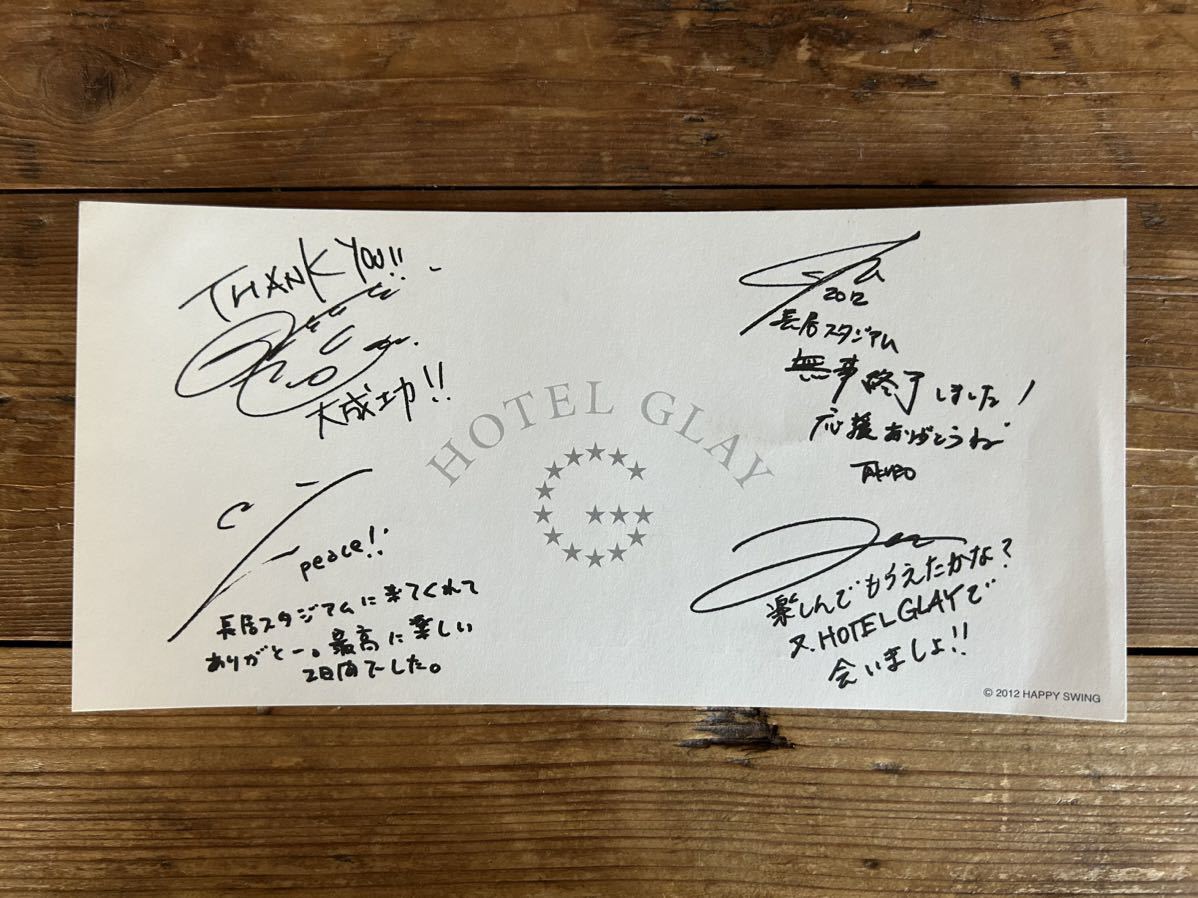 THANK YOU!!
大成功!!
2012
長居スタジアム
無事終了しました!
応援ありがとうね
TAKURO
HOTEL GLAY
peace!!
長居スタジアムに来てくれて
ありがとー。最高に楽しい
2日間でした。
楽しんでもらえたかな?
又、HOTEL GLAYで
会いましょ!!
© 2012 HAPPY SWING